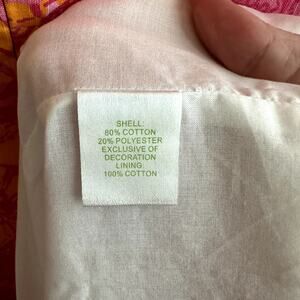 SHELL:
80% COTTON
20% POLYESTER
EXCLUSIVE OF
DECORATION
LINING:
100% COTTON